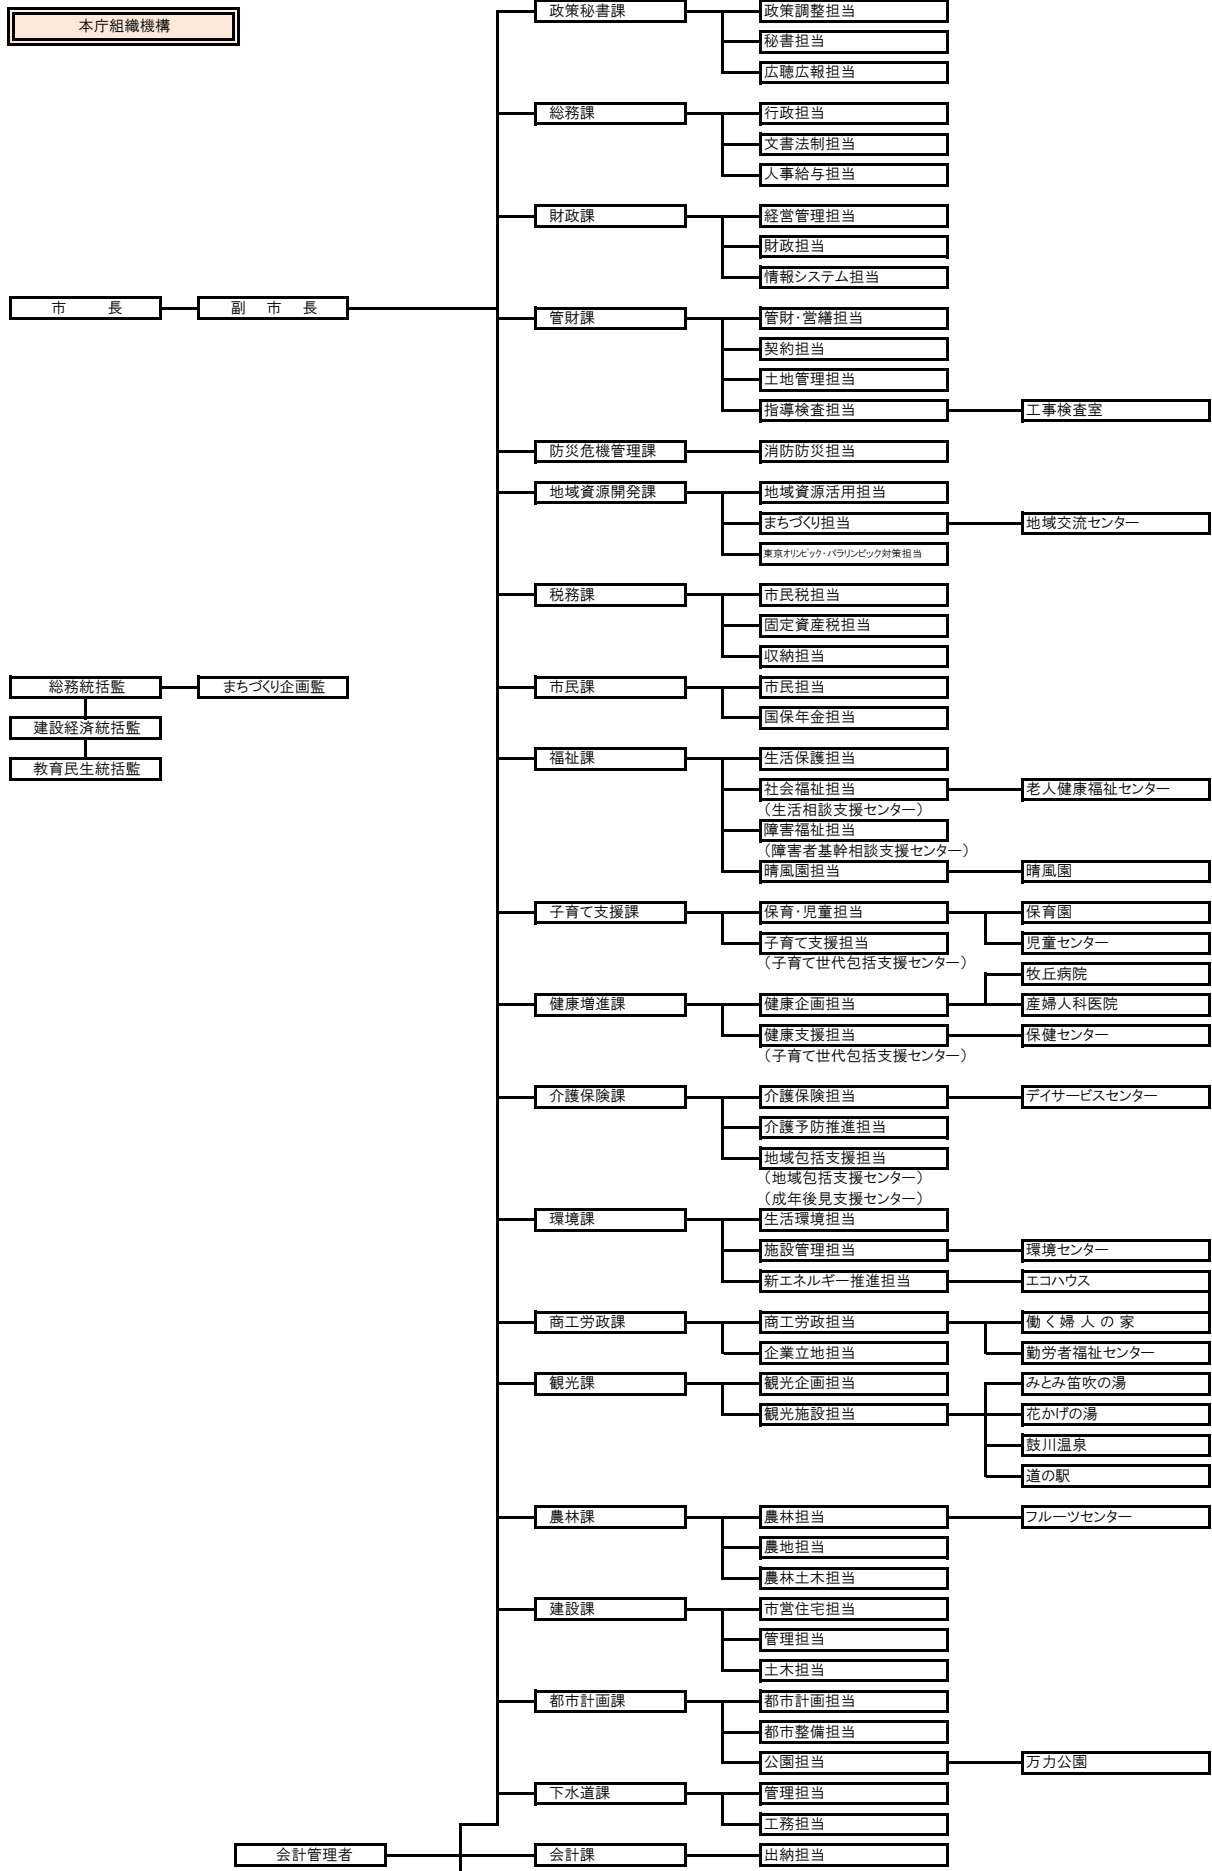 本庁組織機構
政策秘書課
政策調整担当
秘書担当
広聴広報担当
総務課
行政担当
文書法制担当
人事給与担当
財政課
経営管理担当
財政担当
情報システム担当
市 長
副 市 長
管財課
管財・営繕担当
契約担当
土地管理担当
指導検査担当
工事検査室
防災危機管理課
消防防災担当
地域資源開発課
地域資源活用担当
まちづくり担当
地域交流センター
東京オリンピック・パラリンピック対策担当
税務課
市民税担当
固定資産税担当
収納担当
総務統括監
まちづくり企画監
建設経済統括監
教育民生統括監
市民課
市民担当
国保年金担当
福祉課
生活保護担当
社会福祉担当
老人健康福祉センター
（生活相談支援センター）
障害福祉担当
（障害者基幹相談支援センター）
晴風園担当
晴風園
子育て支援課
保育・児童担当
保育園
子育て支援担当
児童センター
（子育て世代包括支援センター）
牧丘病院
健康増進課
健康企画担当
産婦人科医院
健康支援担当
保健センター
（子育て世代包括支援センター）
介護保険課
介護保険担当
デイサービスセンター
介護予防推進担当
地域包括支援担当
（地域包括支援センター）
（成年後見支援センター）
環境課
生活環境担当
施設管理担当
環境センター
新エネルギー推進担当
エコハウス
商工労政課
商工労政担当
働く婦人の家
企業立地担当
勤労者福祉センター
観光課
観光企画担当
みとみ笛吹の湯
観光施設担当
花かげの湯
鼓川温泉
道の駅
農林課
農林担当
フルーツセンター
農地担当
農林土木担当
建設課
市営住宅担当
管理担当
土木担当
都市計画課
都市計画担当
都市整備担当
公園担当
万力公園
下水道課
管理担当
工務担当
会計管理者
会計課
出納担当